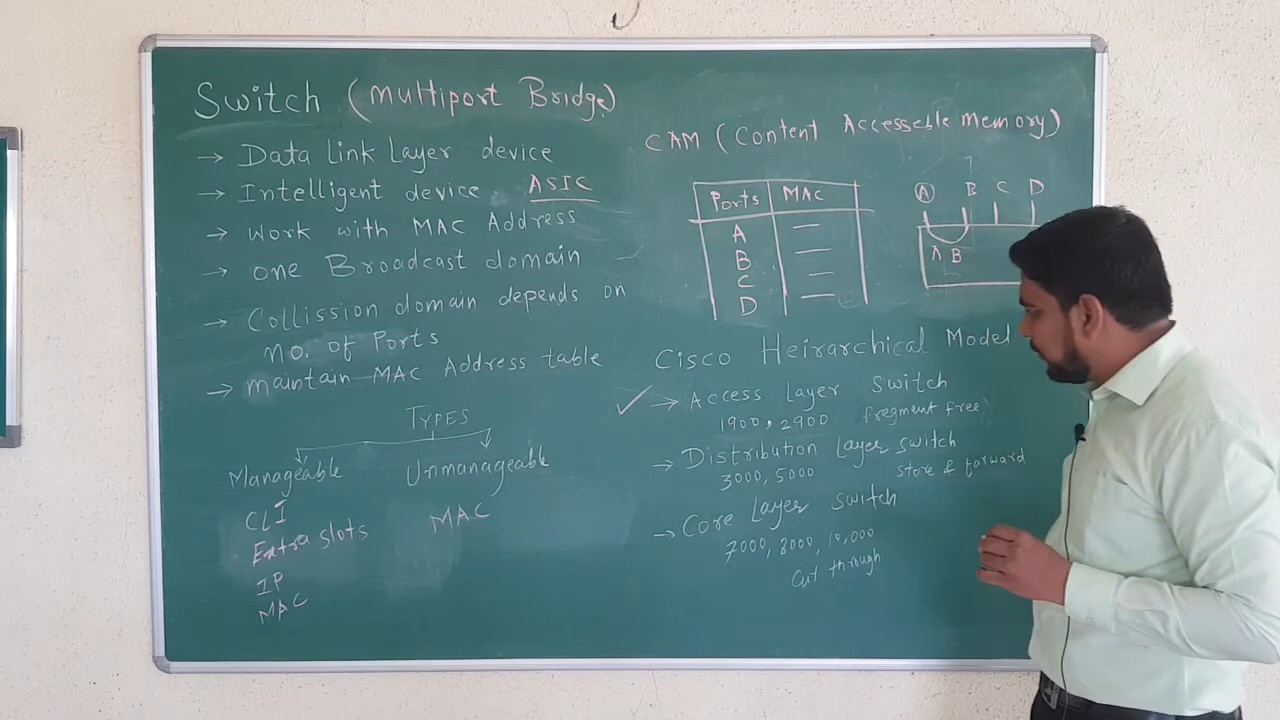 Switch (Multiport Bridge)
→ Data Link Layer device
→ Intelligent device ASIC
→ Work with MAC Address
→ one Broadcast domain
→ Collission domain depends on
no. of Ports
→ maintain MAC Address table
TYPES
Manageable Unmanageable
CLI
Extra slots
IP
MAC
MAC
CAM (Content Accesseble Memory)
Ports MAC
A —
B —
C —
D —
A B C D
A B
Cisco Heirarchical Model
✓ → Access Layer Switch
1900, 2900 fregment free
→ Distribution Layer switch
3000, 5000 store & forward
→ Core Layer switch
7000, 8000, 10,000
Cut through